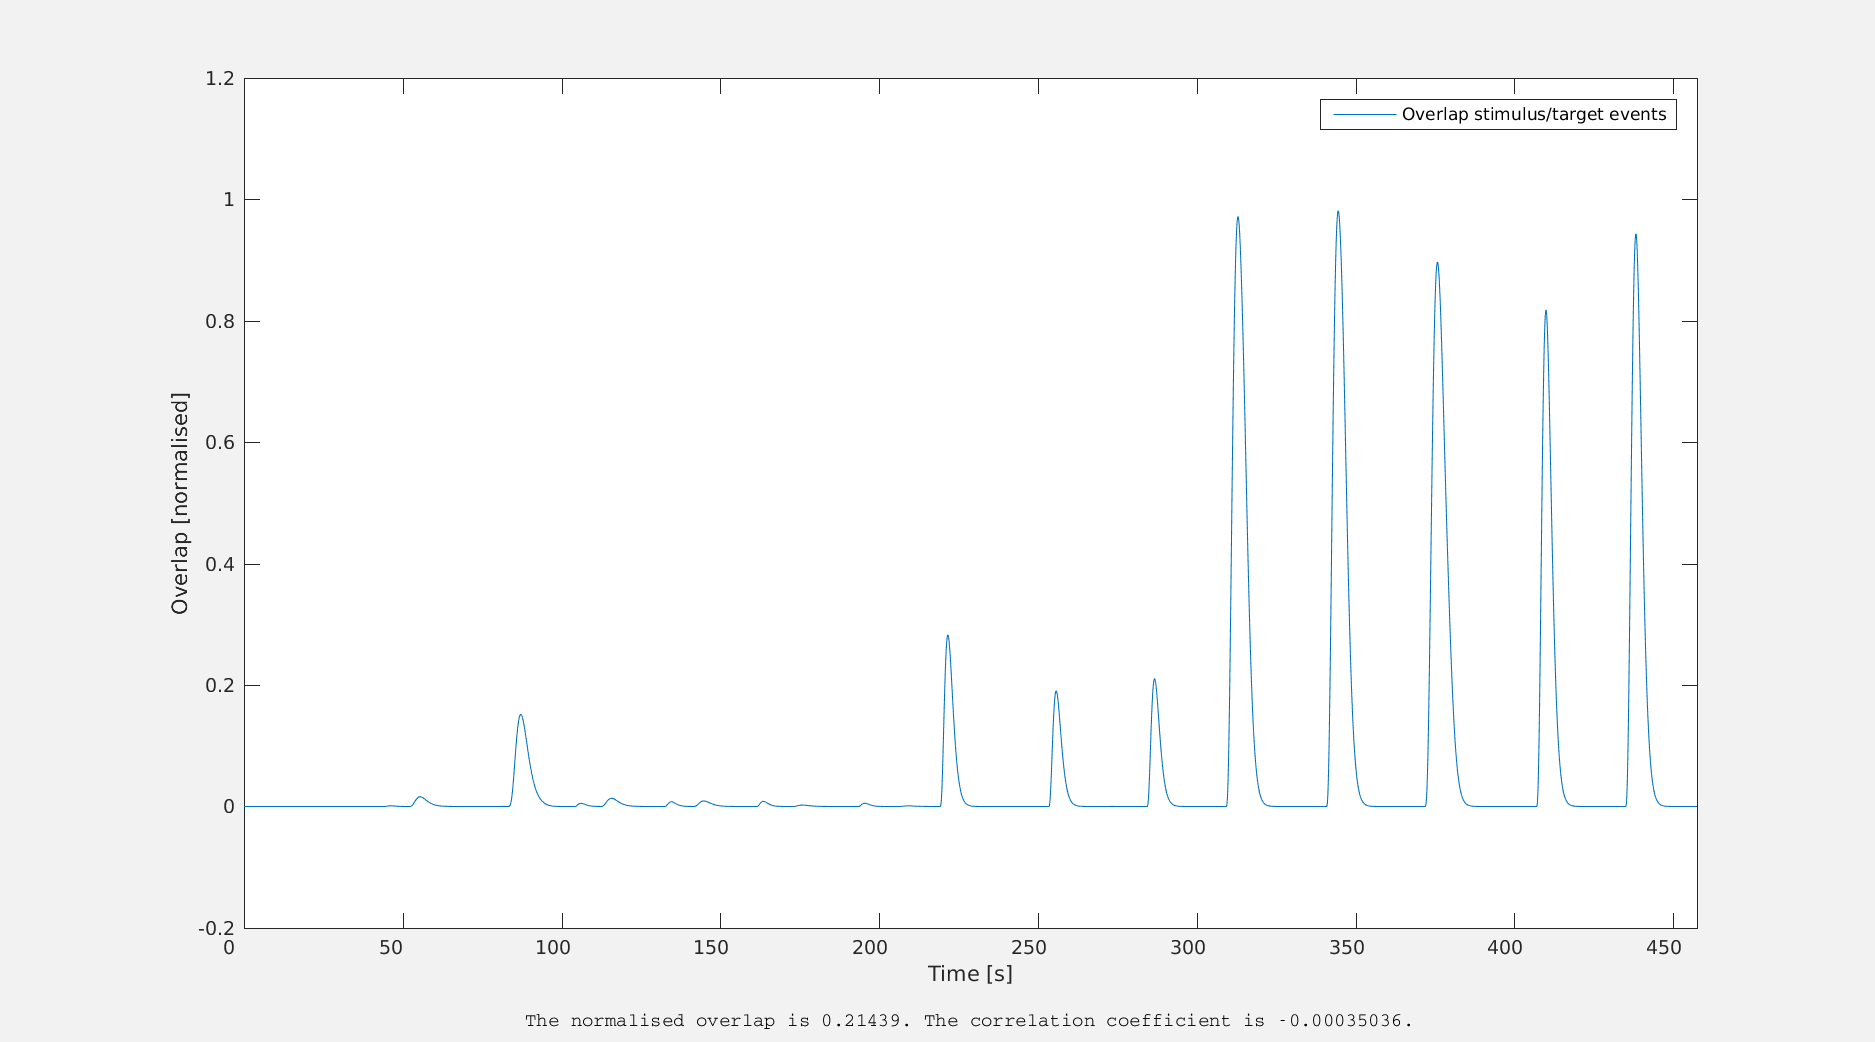 1.2
1
0.8
0.6
0.4
0.2
0
-0.2
Overlap [normalised]
Overlap stimulus/target events
0 50 100 150 200 250 300 350 400 450
Time [s]
The normalised overlap is 0.21439. The correlation coefficient is -0.00035036.